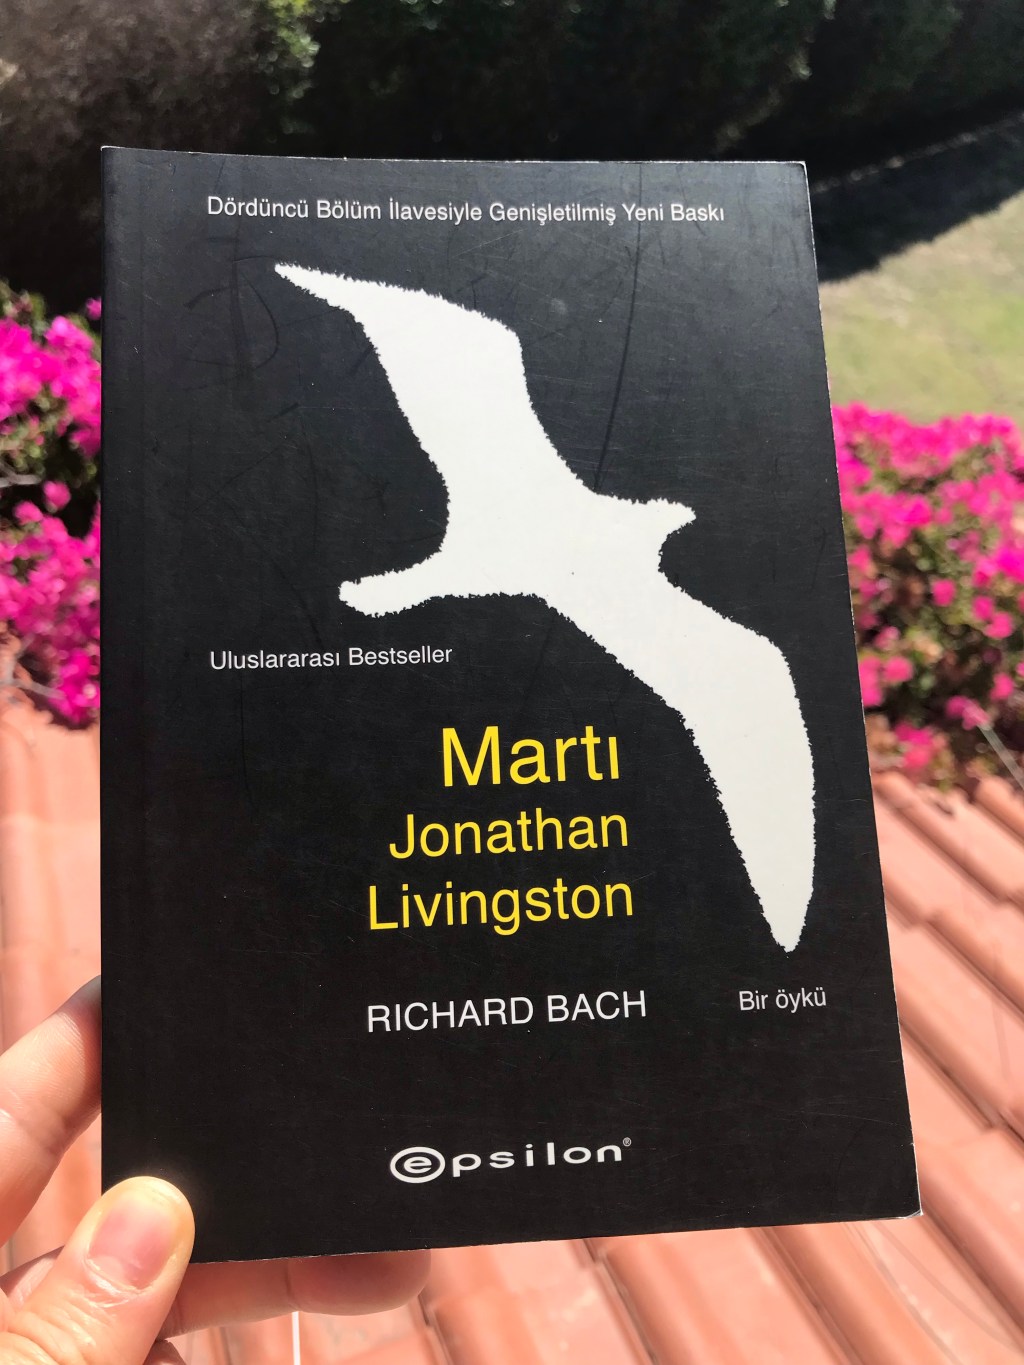 Dördüncü Bölüm İlavesiyle Genişletilmiş Yeni Baskı
Uluslararası Bestseller
Martı
Jonathan
Livingston
RICHARD BACH
Bir öykü
epsilon®